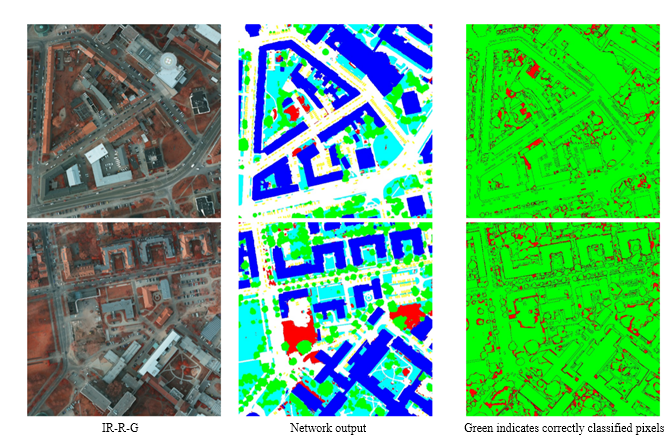 IR-R-G
Network output
Green indicates correctly classified pixels